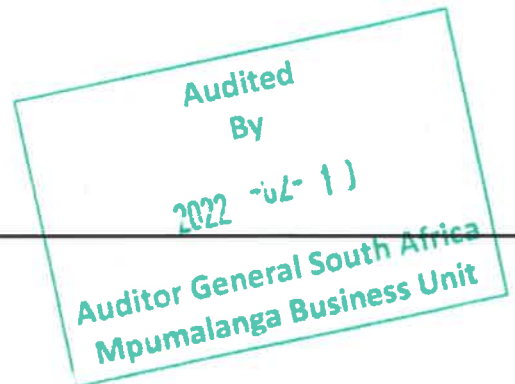 Audited
By
2022
Auditor General South Africa
Mpumalanga Business Unit